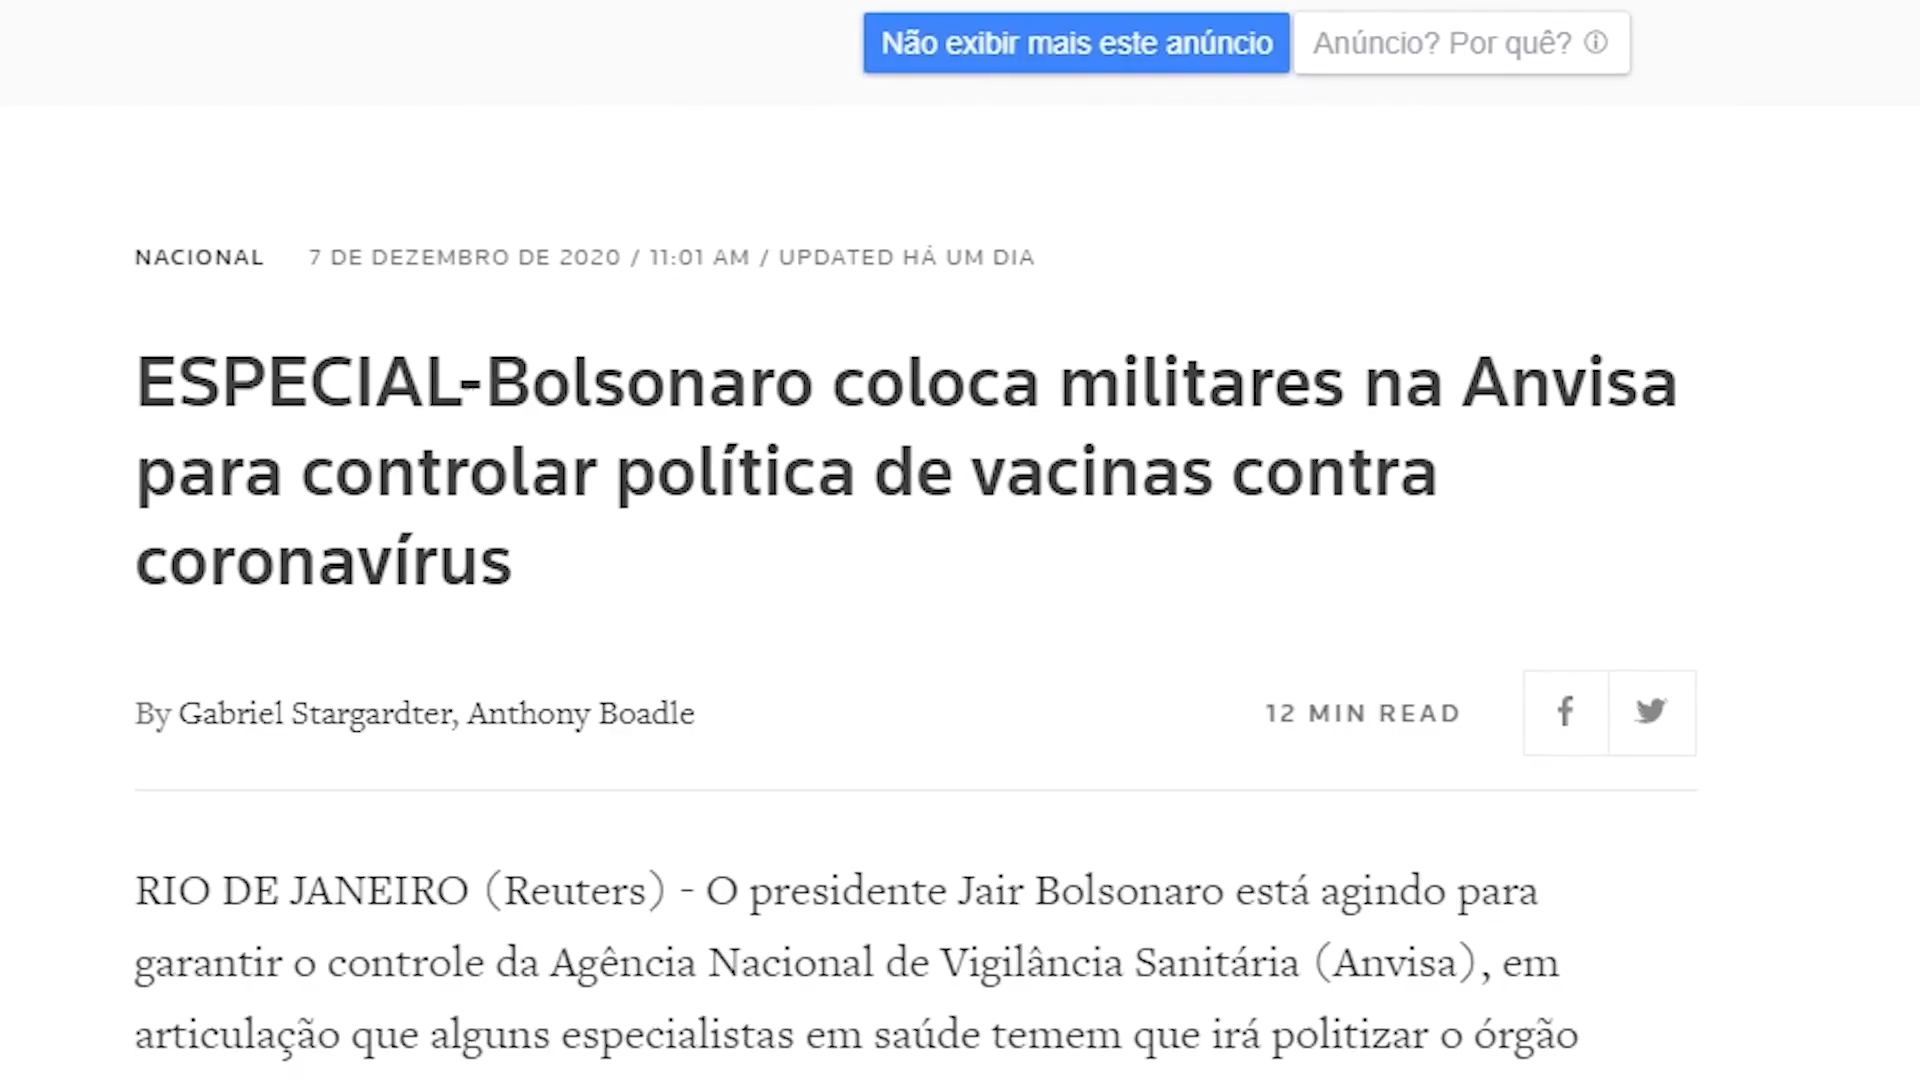 Não exibir mais este anúncio Anúncio? Por quê?
NACIONAL 7 DE DEZEMBRO DE 2020 / 11:01 AM / UPDATED HÁ UM DIA
ESPECIAL-Bolsonaro coloca militares na Anvisa
para controlar política de vacinas contra
coronavírus
By Gabriel Stargardter, Anthony Boadle 12 MIN READ
RIO DE JANEIRO (Reuters) - O presidente Jair Bolsonaro está agindo para
garantir o controle da Agência Nacional de Vigilância Sanitária (Anvisa), em
articulação que alguns especialistas em saúde temem que irá politizar o órgão